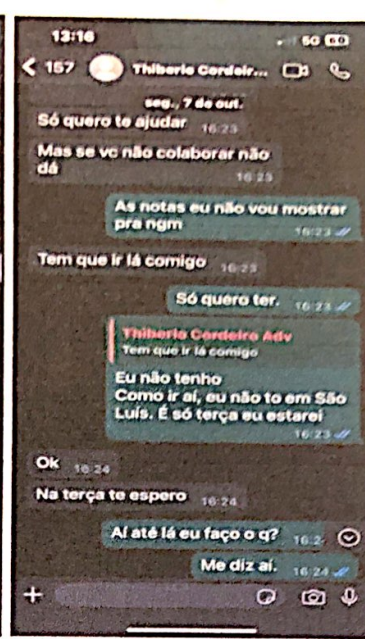 13:16
5G 60
< 157 Thiberio Cordeir...
seg., 7 de out.
Só quero te ajudar 16:23
Mas se vc não colaborar não
dá 16:23
As notas eu não vou mostrar
pra ngm 16:23
Tem que ir lá comigo 16:23
Só quero ter. 16:23
Thiberio Cordeiro Adv
Tem que ir lá comigo
Eu não tenho
Como ir aí, eu não to em São
Luís. É só terça eu estarei
16:23
Ok 16:24
Na terça te espero 16:24
Aí até lá eu faço o q? 16:2
Me diz aí. 16:24